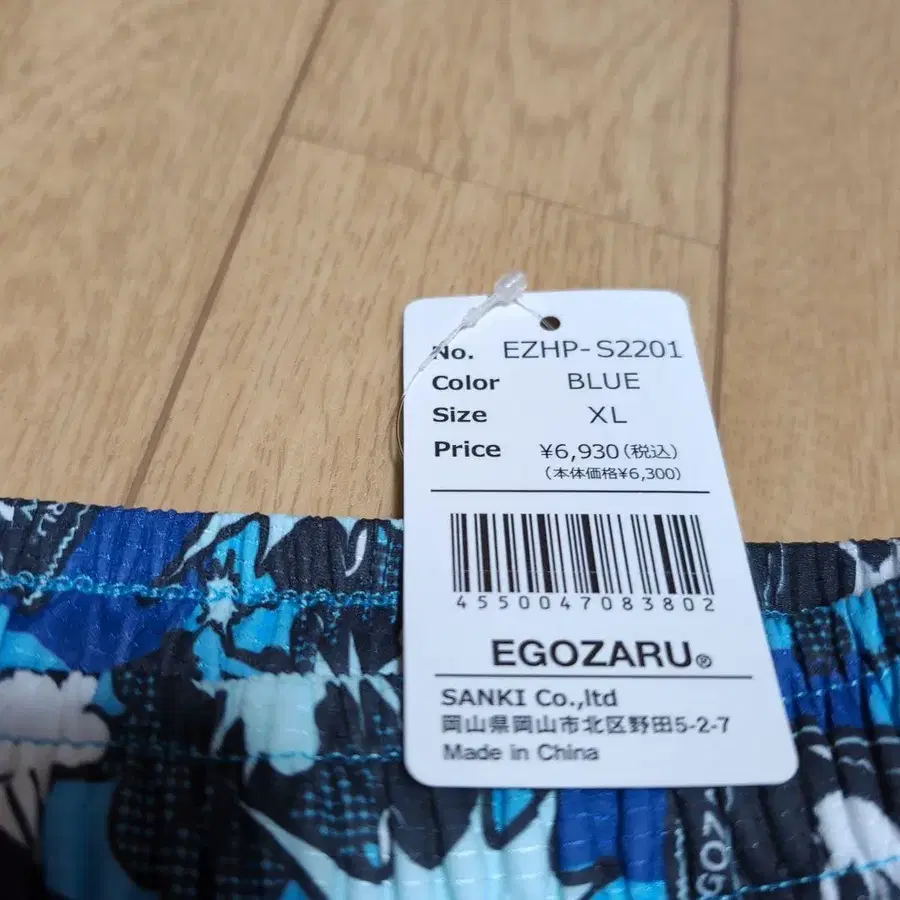 No. EZHP-S2201
Color BLUE
Size XL
Price ¥6,930(税込)
(本体価格¥6,300)
4550047083802
EGOZARU®
SANKI Co.,ltd
岡山県岡山市北区野田5-2-7
Made in China